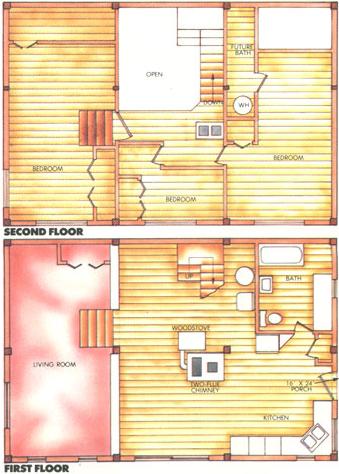 OPEN
FUTURE
BATH
DOWN
WH
BEDROOM
BEDROOM
BEDROOM
SECOND FLOOR
UP
BATH
WOODSTOVE
LIVING ROOM
TWO-FLUE
CHIMNEY
16' X 24'
PORCH
KITCHEN
FIRST FLOOR